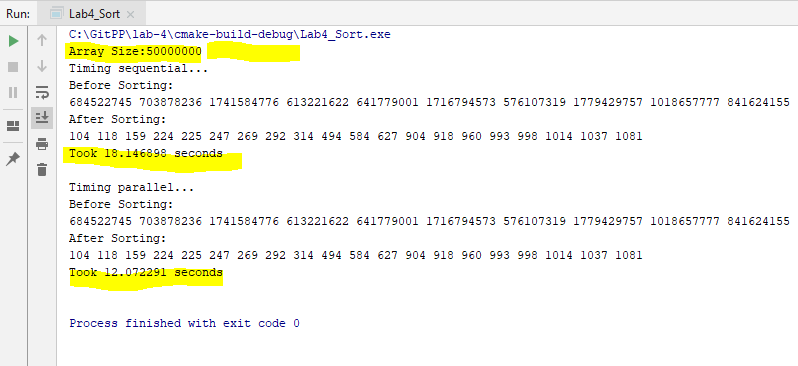 Run: Lab4_Sort
C:\GitPP\lab-4\cmake-build-debug\Lab4_Sort.exe
Array Size:50000000
Timing sequential...
Before Sorting:
684522745 703878236 1741584776 613221622 641779001 1716794573 576107319 1779429757 1018657777 841624155
After Sorting:
104 118 159 224 225 247 269 292 314 494 584 627 904 918 960 993 998 1014 1037 1081
Took 18.146898 seconds
Timing parallel...
Before Sorting:
684522745 703878236 1741584776 613221622 641779001 1716794573 576107319 1779429757 1018657777 841624155
After Sorting:
104 118 159 224 225 247 269 292 314 494 584 627 904 918 960 993 998 1014 1037 1081
Took 12.072291 seconds
Process finished with exit code 0